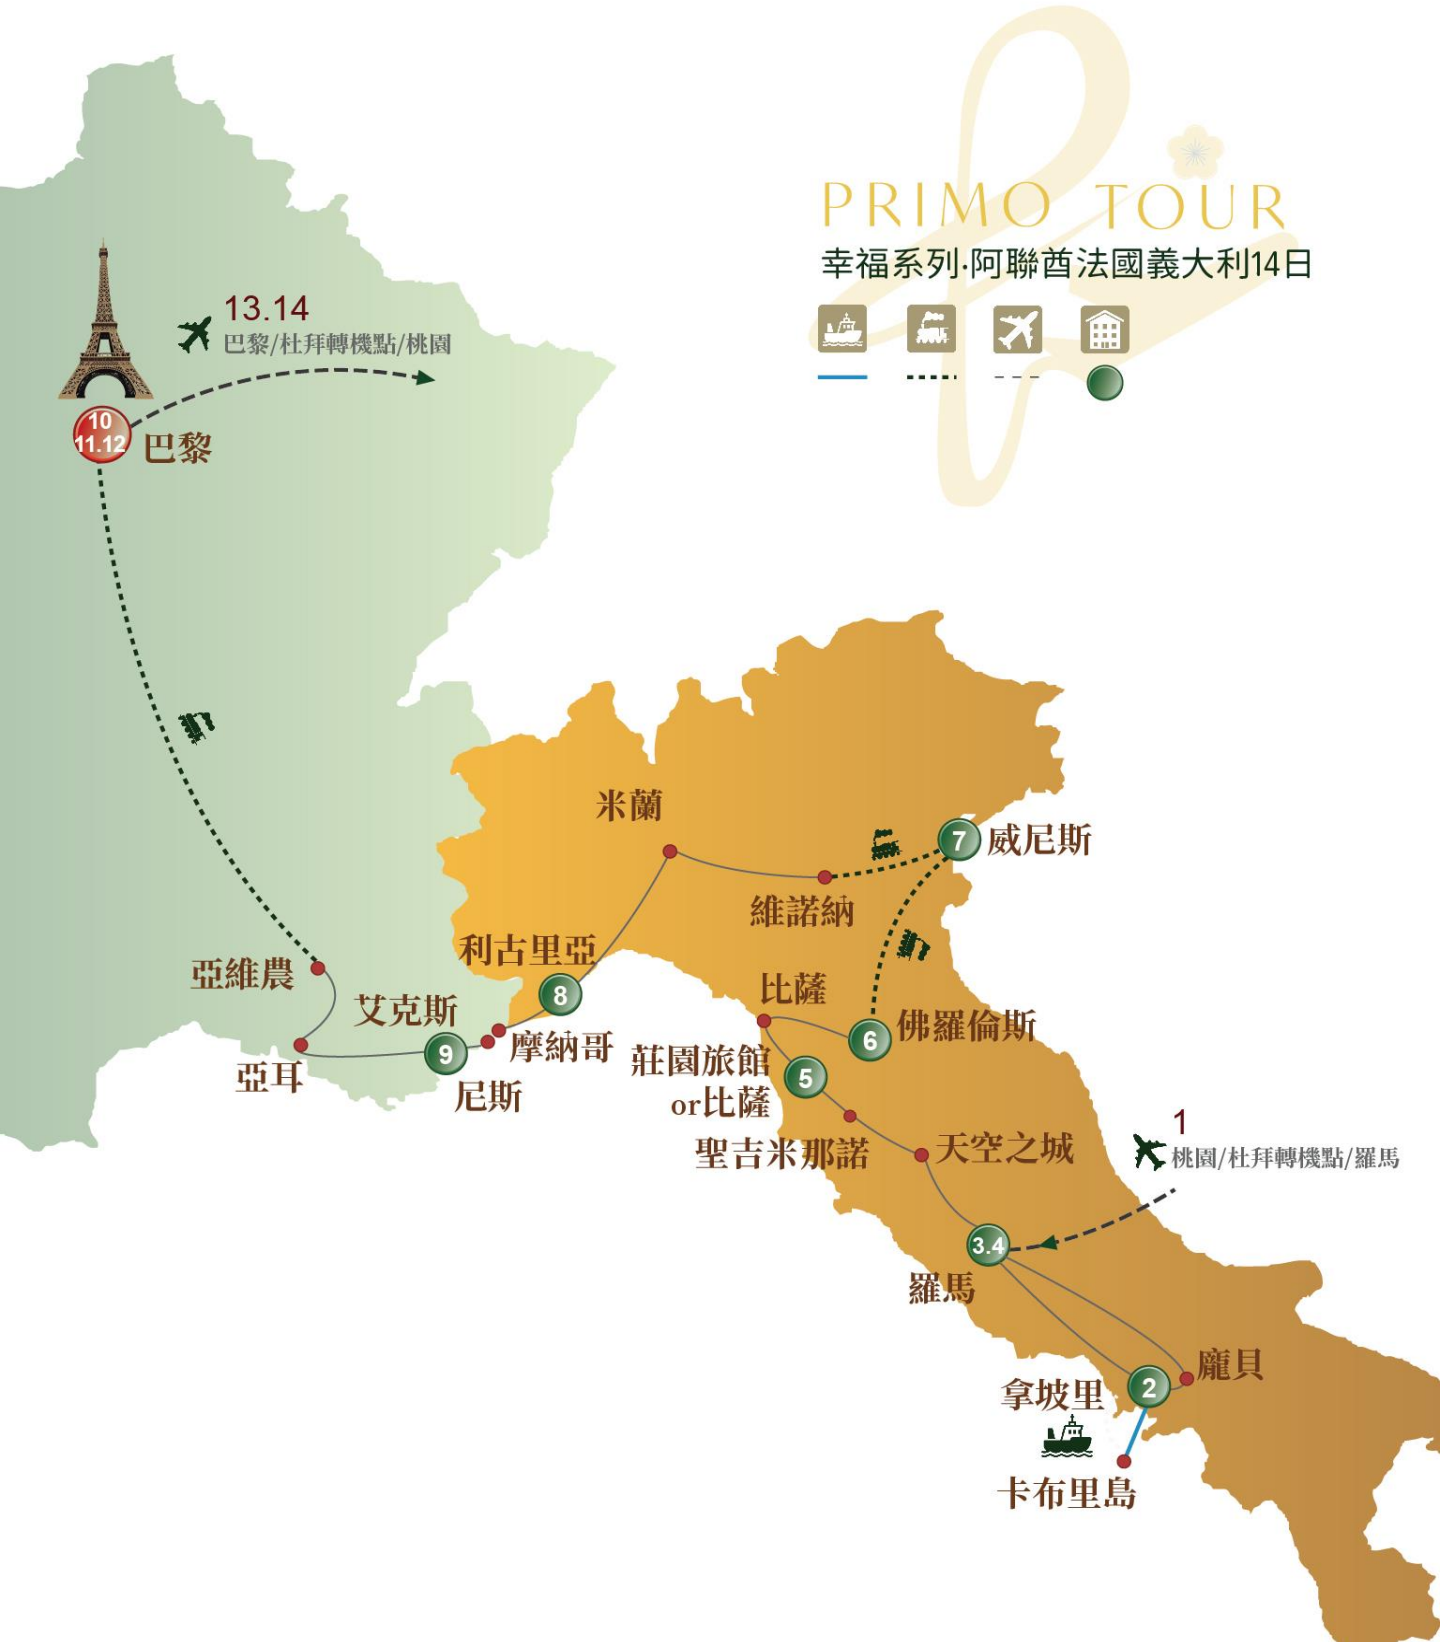 PRIMO TOUR
幸福系列·阿聯酋法國義大利14日
13.14
巴黎/杜拜轉機點/桃園
10
11.12
巴黎
米蘭
7
威尼斯
維諾納
利古里亞
亞維農
比薩
8
艾克斯
佛羅倫斯
6
摩納哥
9
莊園旅館
or比薩
5
亞耳
尼斯
1
桃園/杜拜轉機點/羅馬
聖吉米那諾
天空之城
3.4
羅馬
龐貝
2
拿坡里
卡布里島